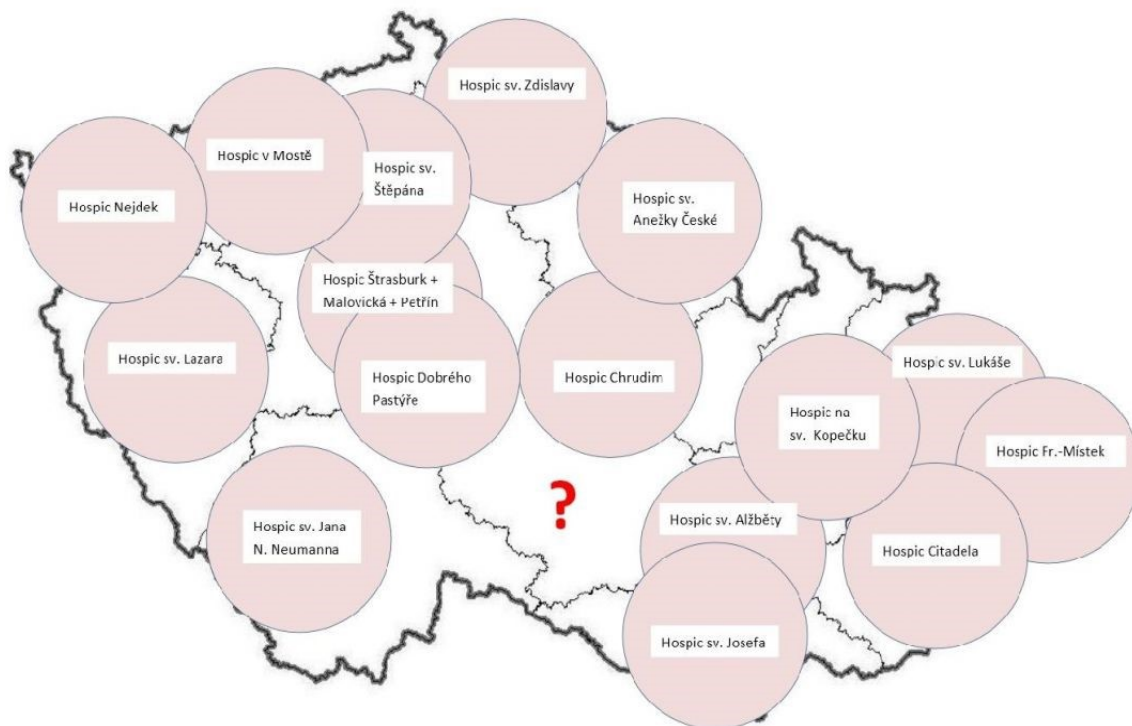 Hospic sv. Zdislavy
Hospic v Mostě
Hospic sv.
Štěpána
Hospic Nejdek
Hospic sv.
Anežky České
Hospic Štrasburk +
Malovická + Petřín
Hospic sv. Lazara
Hospic Dobrého
Pastýře
Hospic Chrudim
Hospic sv. Lukáše
Hospic na
sv. Kopečku
Hospic Fr.-Místek
?
Hospic sv. Jana
N. Neumanna
Hospic sv. Alžběty
Hospic Citadela
Hospic sv. Josefa